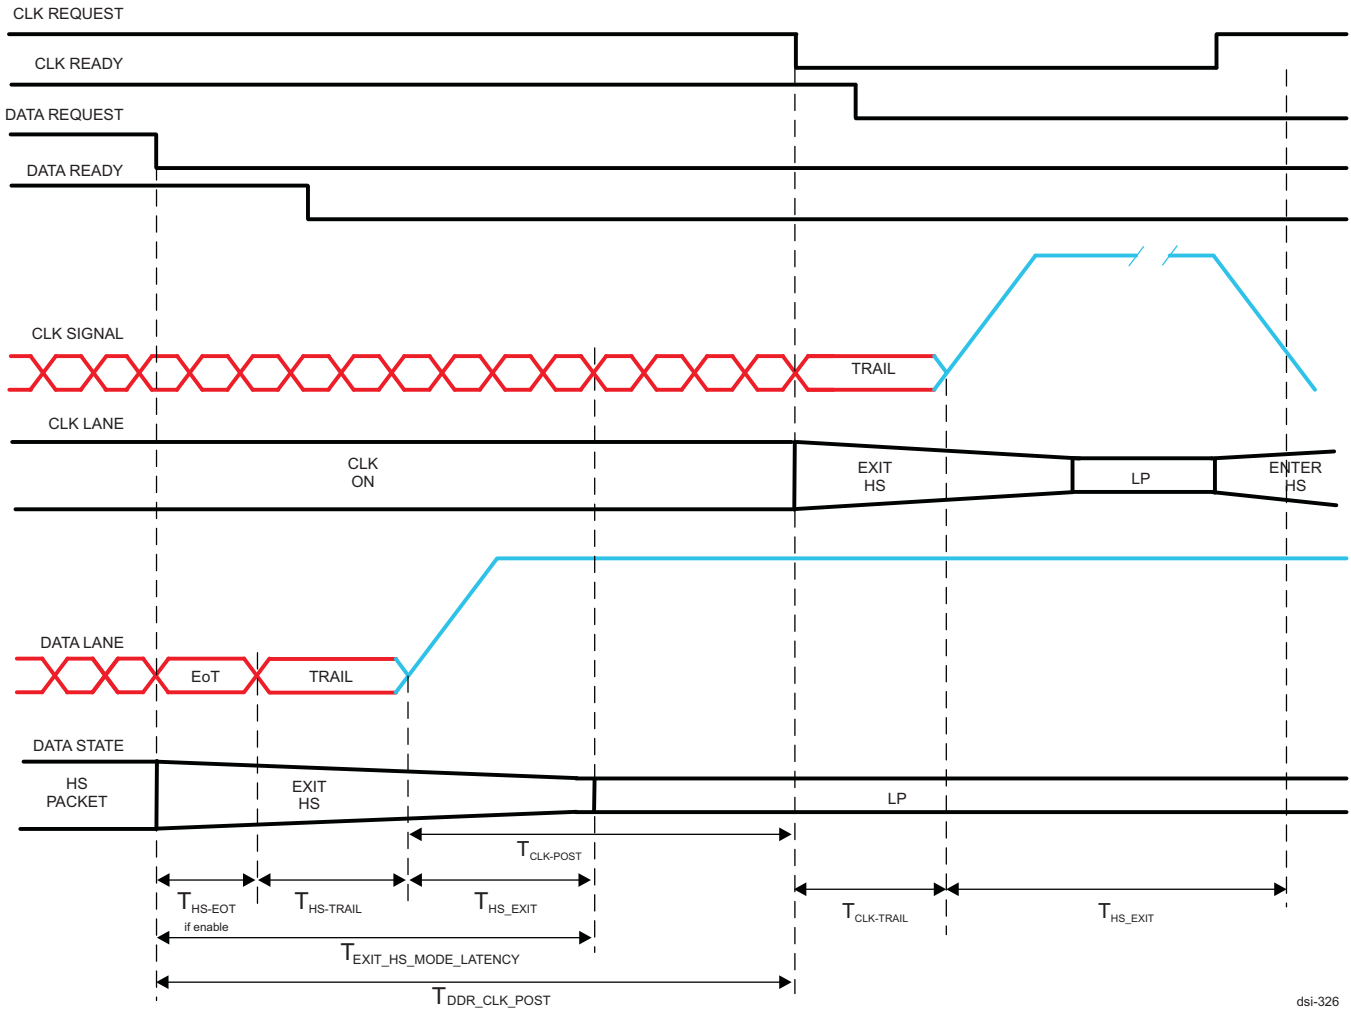 CLK REQUEST
CLK READY
DATA REQUEST
DATA READY
CLK SIGNAL
TRAIL
CLK LANE
CLK
ON
EXIT
HS
LP
ENTER
HS
DATA LANE
EoT
TRAIL
DATA STATE
HS
PACKET
EXIT
HS
LP
TCLK-POST
THS-EOT
if enable
THS-TRAIL
THS_EXIT
TCLK-TRAIL
THS_EXIT
TEXIT_HS_MODE_LATENCY
TDDR_CLK_POST
dsi-326